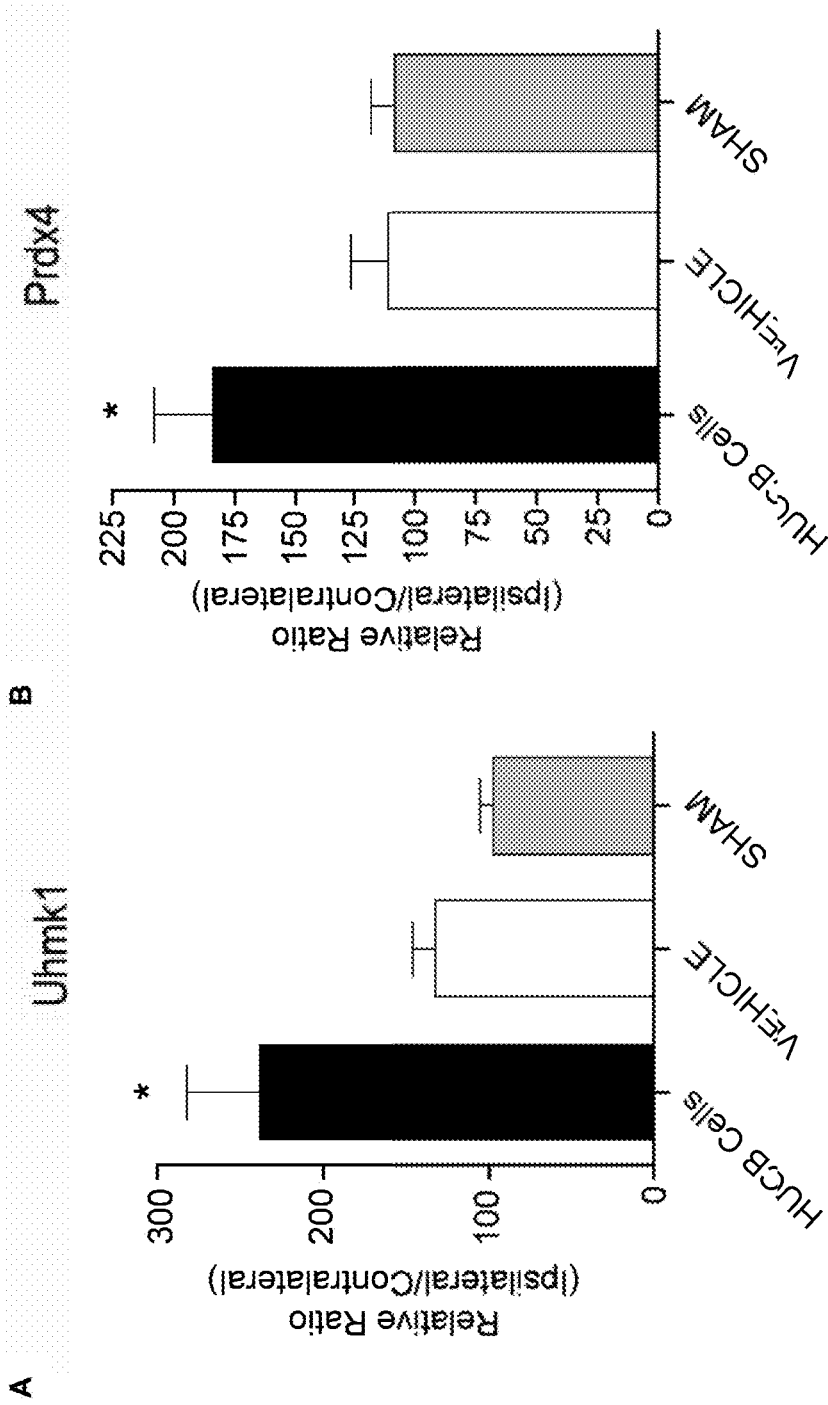 A
Uhmk1
Relative Ratio
(Ipsilateral/Contralateral)
300
200
100
0
HUCB Cells
VEHICLE
SHAM
*
B
Prdx4
Relative Ratio
(Ipsilateral/Contralateral)
225
200
175
150
125
100
75
50
25
0
HUCB Cells
VEHICLE
SHAM
*